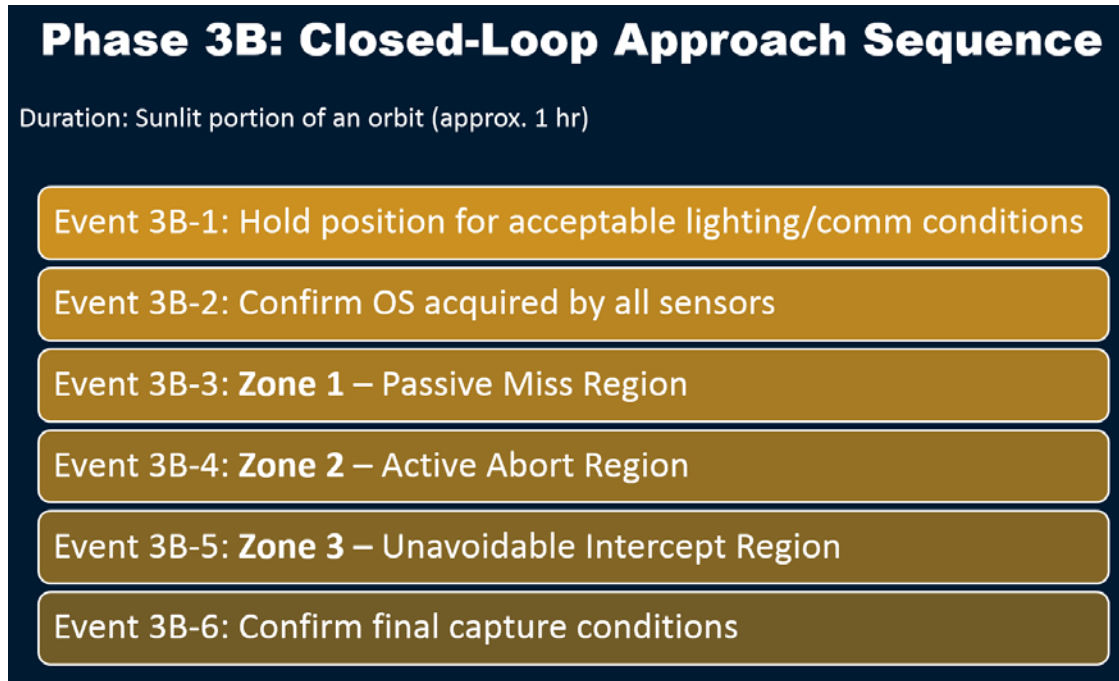 Phase 3B: Closed-Loop Approach Sequence
Duration: Sunlit portion of an orbit (approx. 1 hr)
Event 3B-1: Hold position for acceptable lighting/comm conditions
Event 3B-2: Confirm OS acquired by all sensors
Event 3B-3: Zone 1 – Passive Miss Region
Event 3B-4: Zone 2 – Active Abort Region
Event 3B-5: Zone 3 – Unavoidable Intercept Region
Event 3B-6: Confirm final capture conditions